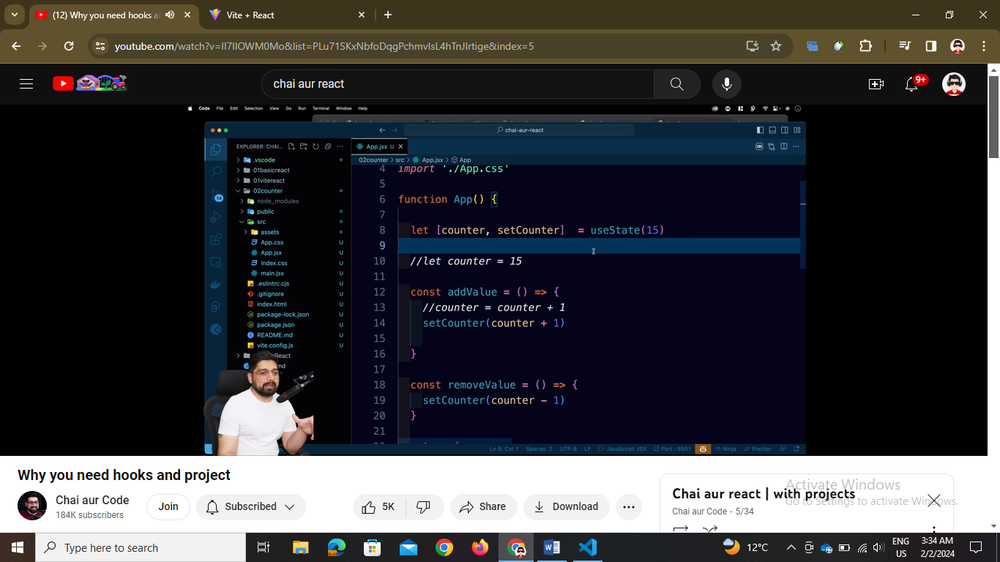 (12) Why you need hooks a
Vite + React
youtube.com/watch?v=II7IIOWM0Mo&list=PLu71SKxNbfoDqgPchmvIsL4hTnJIrtige&index=5
chai aur react
9+
Code File Edit Selection View Go Run Terminal Window Help
chai-aur-react
EXPLORER: CHAI...
App.jsx U
02counter > src > App.jsx > App
.vscode
01basicreact
01vitereact
02counter
node_modules
public
src
assets
App.css U
App.jsx U
index.css U
main.jsx U
.eslintrc.cjs U
.gitignore U
index.html U
package-lock.json U
package.json U
README.md U
vite.config.js U
React
14
4 import './App.css'
5
6 function App() {
7
8 let [counter, setCounter] = useState(15)
9
10 //let counter = 15
11
12 const addValue = () => {
13 //counter = counter + 1
14 setCounter(counter + 1)
15
16 }
17
18 const removeValue = () => {
19 setCounter(counter - 1)
20 }
21
Ln 9, Col 1 Spaces: 2 UTF-8 LF () JavaScript JSX Port : 5501 Ninja Prettier
Why you need hooks and project
Chai aur Code
184K subscribers
Join
Subscribed
5K
Share
Download
Chai aur react | with projects
Chai aur Code - 5/34
Activate Windows
Go to Settings to activate Windows.
Type here to search
12°C
ENG
US
3:34 AM
2/2/2024